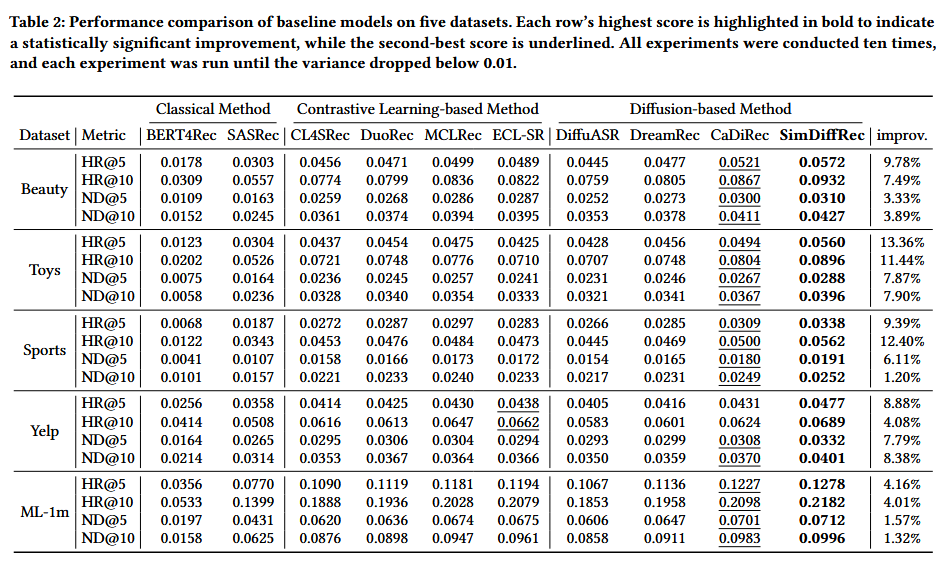 Table 2: Performance comparison of baseline models on five datasets. Each row's highest score is highlighted in bold to indicate
a statistically significant improvement, while the second-best score is underlined. All experiments were conducted ten times,
and each experiment was run until the variance dropped below 0.01.
Classical Method Contrastive Learning-based Method Diffusion-based Method
Dataset Metric BERT4Rec SASRec CL4SRec DuoRec MCLRec ECL-SR DiffuASR DreamRec CaDiRec SimDiffRec improv.
Beauty
HR@5 0.0178 0.0303 0.0456 0.0471 0.0499 0.0489 0.0445 0.0477 0.0521 0.0572 9.78%
HR@10 0.0309 0.0557 0.0774 0.0799 0.0836 0.0822 0.0759 0.0805 0.0867 0.0932 7.49%
ND@5 0.0109 0.0163 0.0259 0.0268 0.0286 0.0287 0.0252 0.0273 0.0300 0.0310 3.33%
ND@10 0.0152 0.0245 0.0361 0.0374 0.0394 0.0395 0.0353 0.0378 0.0411 0.0427 3.89%
Toys
HR@5 0.0123 0.0304 0.0437 0.0454 0.0475 0.0425 0.0428 0.0456 0.0494 0.0560 13.36%
HR@10 0.0202 0.0526 0.0721 0.0748 0.0776 0.0710 0.0707 0.0748 0.0804 0.0896 11.44%
ND@5 0.0075 0.0164 0.0236 0.0245 0.0257 0.0241 0.0231 0.0246 0.0267 0.0288 7.87%
ND@10 0.0058 0.0236 0.0328 0.0340 0.0354 0.0333 0.0321 0.0341 0.0367 0.0396 7.90%
Sports
HR@5 0.0068 0.0187 0.0272 0.0287 0.0297 0.0283 0.0266 0.0285 0.0309 0.0338 9.39%
HR@10 0.0122 0.0343 0.0453 0.0476 0.0484 0.0473 0.0445 0.0469 0.0500 0.0562 12.40%
ND@5 0.0041 0.0107 0.0158 0.0166 0.0173 0.0172 0.0154 0.0165 0.0180 0.0191 6.11%
ND@10 0.0101 0.0157 0.0221 0.0233 0.0240 0.0233 0.0217 0.0231 0.0249 0.0252 1.20%
Yelp
HR@5 0.0256 0.0358 0.0414 0.0425 0.0430 0.0438 0.0405 0.0416 0.0431 0.0477 8.88%
HR@10 0.0414 0.0508 0.0616 0.0613 0.0647 0.0662 0.0583 0.0601 0.0624 0.0689 4.08%
ND@5 0.0164 0.0265 0.0295 0.0306 0.0304 0.0294 0.0293 0.0299 0.0308 0.0332 7.79%
ND@10 0.0214 0.0314 0.0353 0.0367 0.0364 0.0366 0.0350 0.0359 0.0370 0.0401 8.38%
ML-1m
HR@5 0.0356 0.0770 0.1090 0.1119 0.1181 0.1194 0.1067 0.1136 0.1227 0.1278 4.16%
HR@10 0.0533 0.1399 0.1888 0.1936 0.2028 0.2079 0.1853 0.1958 0.2098 0.2182 4.01%
ND@5 0.0197 0.0431 0.0620 0.0636 0.0674 0.0675 0.0606 0.0647 0.0701 0.0712 1.57%
ND@10 0.0158 0.0625 0.0876 0.0898 0.0947 0.0961 0.0858 0.0911 0.0983 0.0996 1.32%